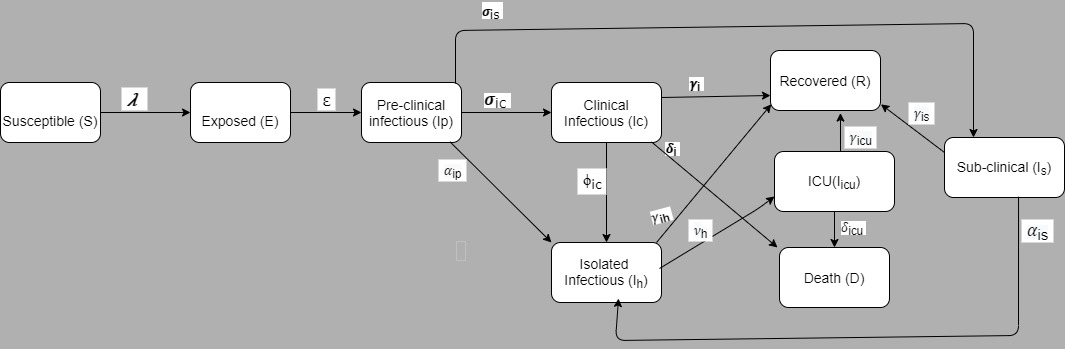 σis
Susceptible (S)
λ
Exposed (E)
ε
Pre-clinical
infectious (Ip)
σic
Clinical
Infectious (Ic)
γi
Recovered (R)
γis
γicu
Sub-clinical (Is)
δi
αip
ϕic
ICU(Iicu)
γih
νh
δicu
αis
Isolated
Infectious (Ih)
Death (D)